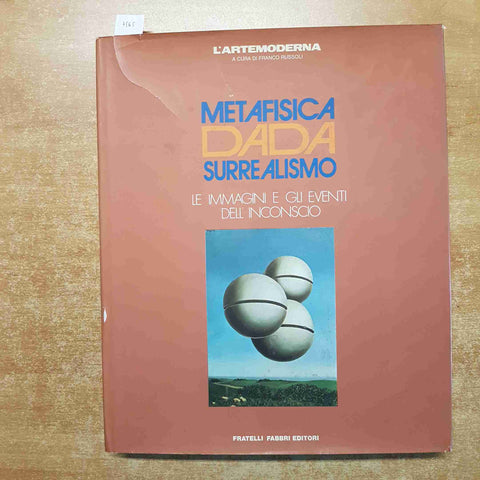 L'ARTEMODERNA
A CURA DI FRANCO RUSSOLI
METAFISICA
DADA
SURREALISMO
LE IMMAGINI E GLI EVENTI
DELL'INCONSCIO
FRATELLI FABBRI EDITORI